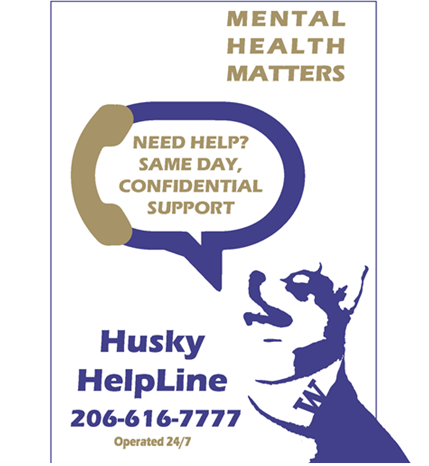 MENTAL
HEALTH
MATTERS
NEED HELP?
SAME DAY,
CONFIDENTIAL
SUPPORT
Husky
HelpLine
206-616-7777
Operated 24/7
W